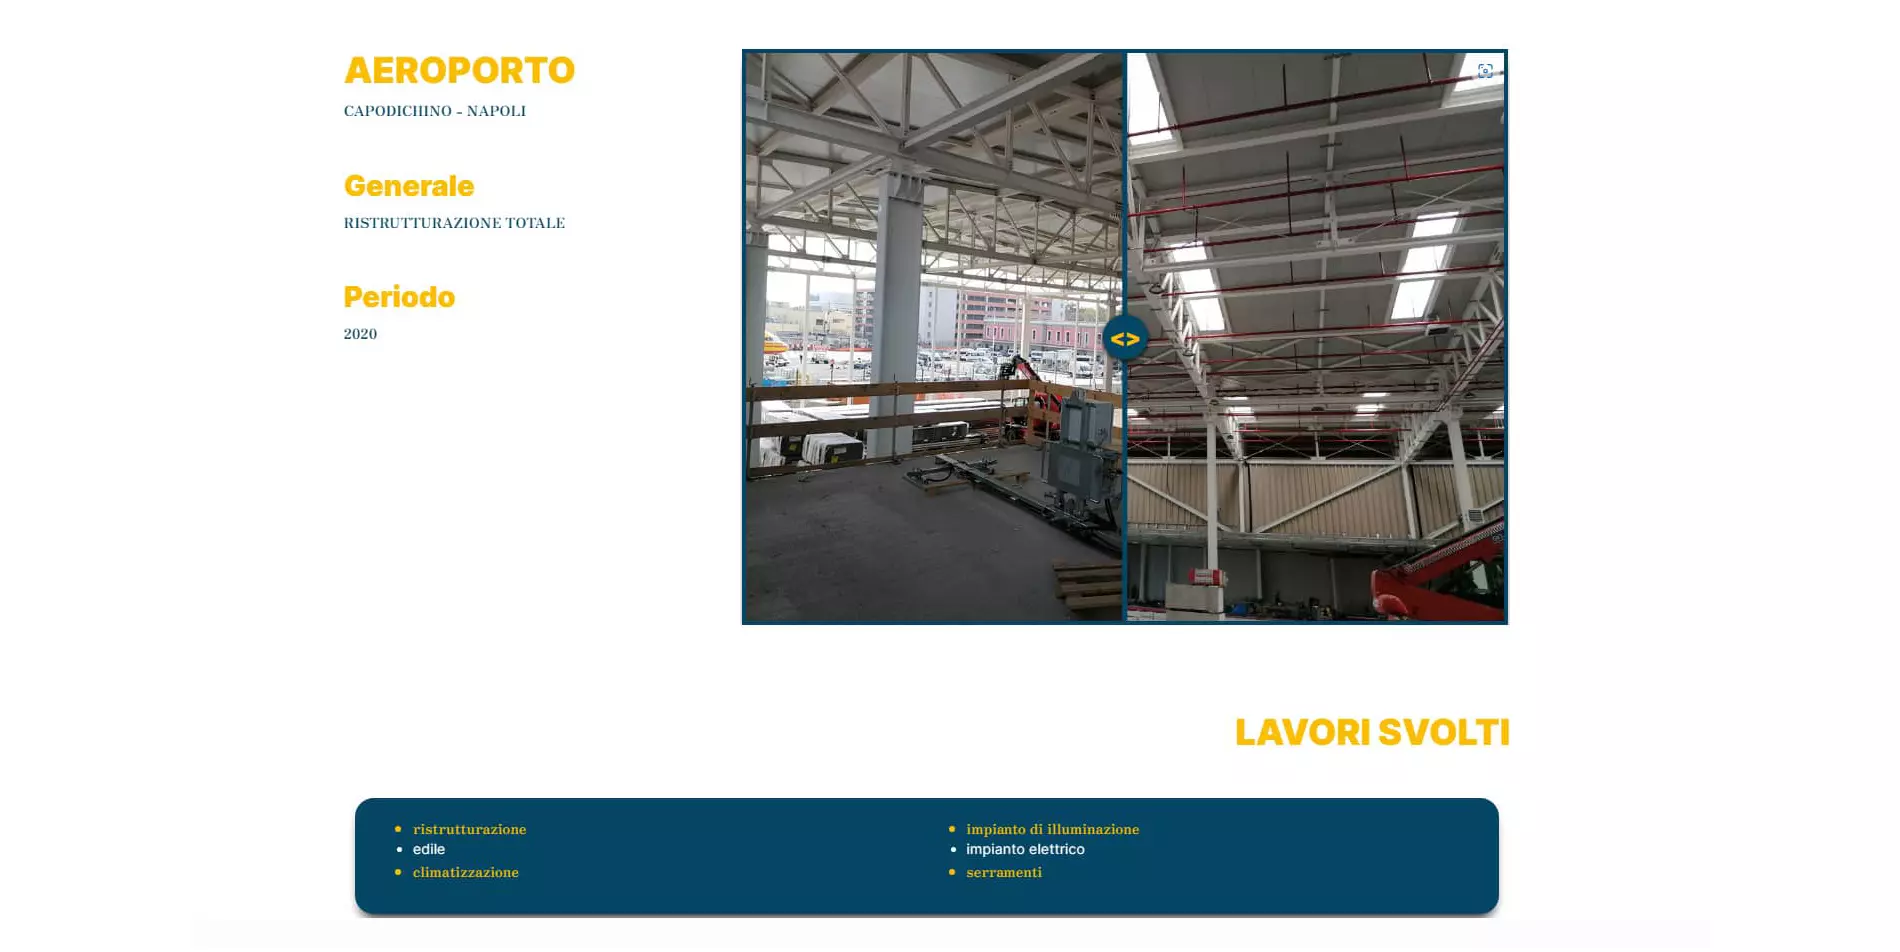 AEROPORTO
CAPODICHINO - NAPOLI
Generale
RISTRUTTURAZIONE TOTALE
Periodo
2020
<>
LAVORI SVOLTI
• ristrutturazione
• edile
• climatizzazione
• impianto di illuminazione
• impianto elettrico
• serramenti